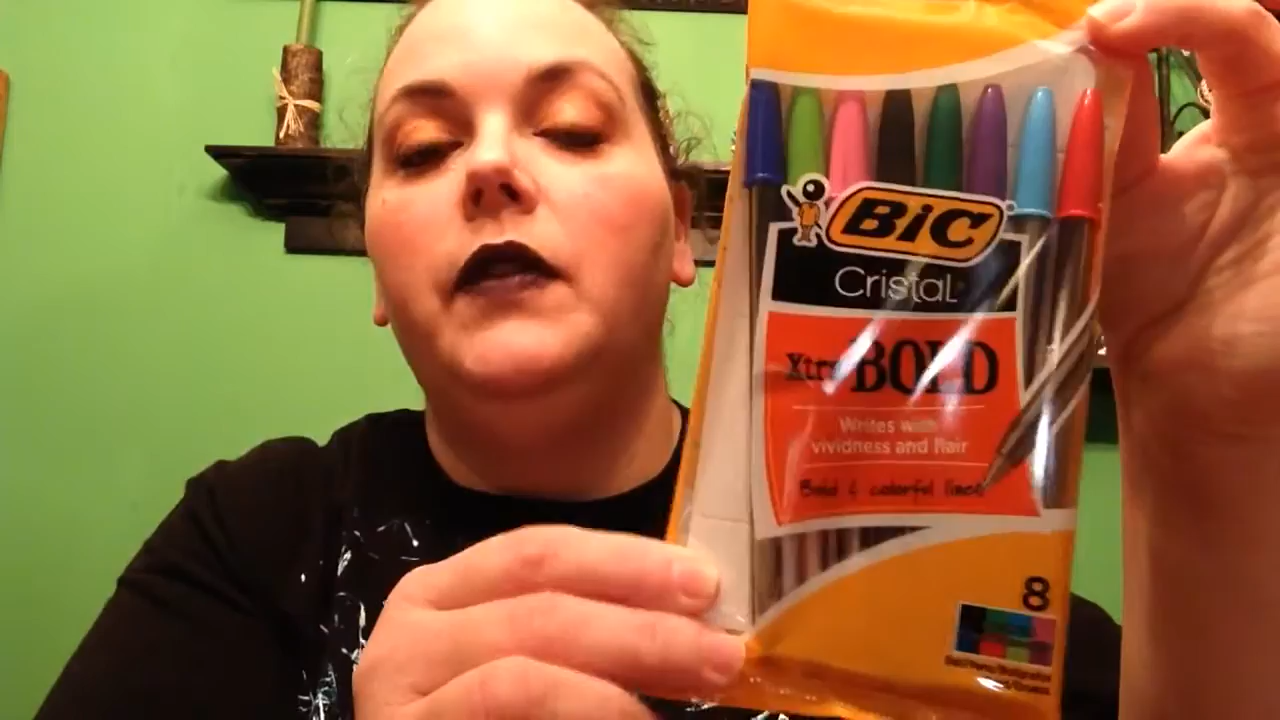 BiC
Cristal
Xtra BOLD
Writes with
vividness and flair
Bold & colorful lines
8